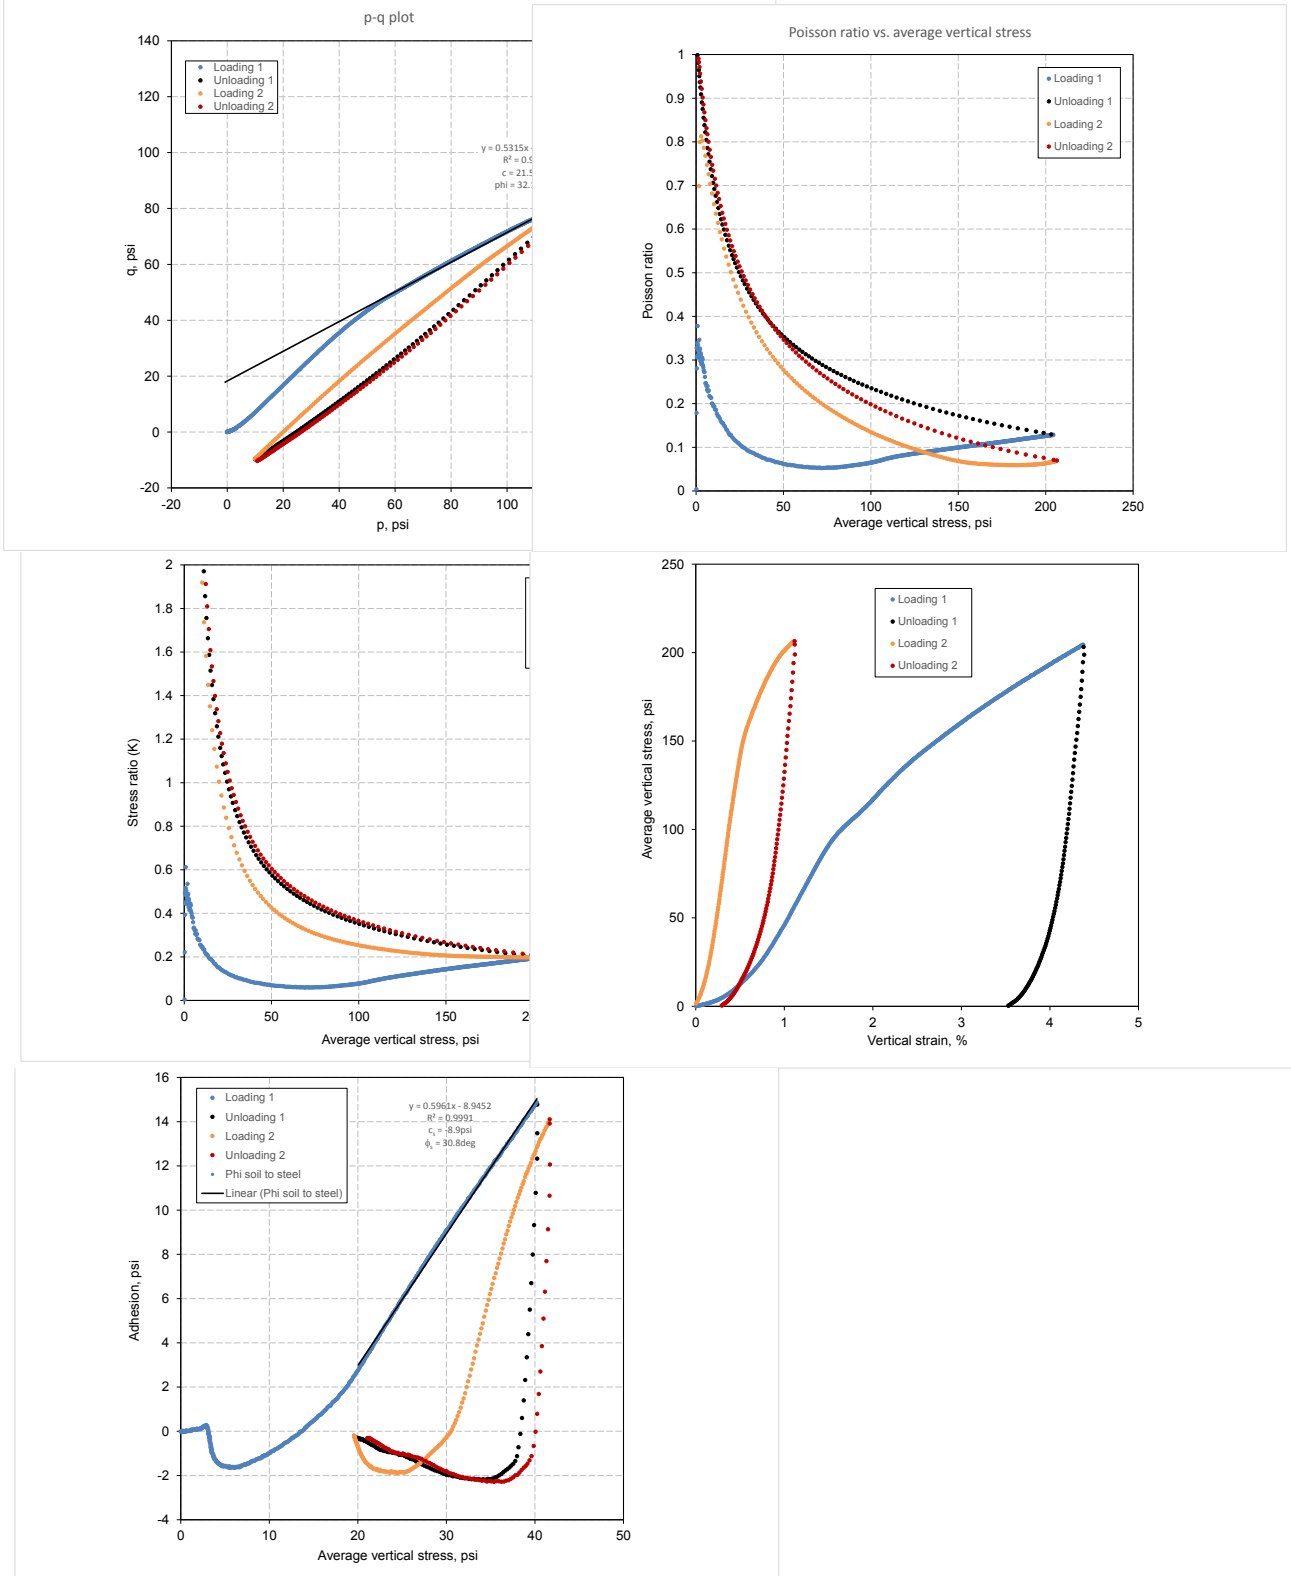 p-q plot
140
120
100
80
60
40
20
0
-20
-20
0
20
40
60
80
100
q, psi
p, psi
Loading 1
Unloading 1
Loading 2
Unloading 2
y = 0.5315x
R² = 0.9
c = 21.5
phi = 32.
Poisson ratio vs. average vertical stress
1
0.9
0.8
0.7
0.6
0.5
0.4
0.3
0.2
0.1
0
0
50
100
150
200
250
Poisson ratio
Average vertical stress, psi
Loading 1
Unloading 1
Loading 2
Unloading 2
2
1.8
1.6
1.4
1.2
1
0.8
0.6
0.4
0.2
0
0
50
100
150
Stress ratio (K)
Average vertical stress, psi
250
200
150
100
50
0
0
1
2
3
4
5
Average vertical stress, psi
Vertical strain, %
Loading 1
Unloading 1
Loading 2
Unloading 2
16
14
12
10
8
6
4
2
0
-2
-4
0
10
20
30
40
50
Adhesion, psi
Average vertical stress, psi
Loading 1
Unloading 1
Loading 2
Unloading 2
Phi soil to steel
Linear (Phi soil to steel)
y = 0.5961x - 8.9452
R² = 0.9991
cₛ = -8.9psi
ϕₛ = 30.8deg